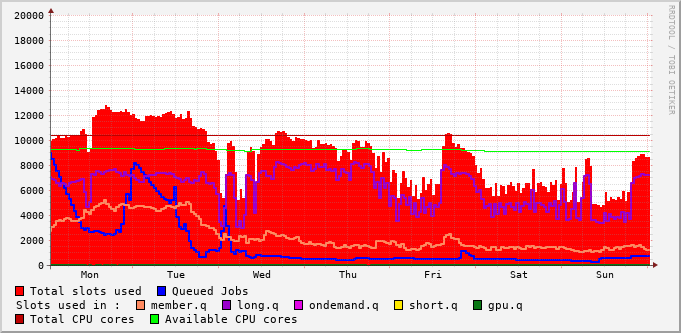 RRDTOOL / TOBI OETIKER
20000
18000
16000
14000
12000
10000
8000
6000
4000
2000
0
Mon Tue Wed Thu Fri Sat Sun
Total slots used Queued Jobs
Slots used in : member.q long.q ondemand.q short.q gpu.q
Total CPU cores Available CPU cores